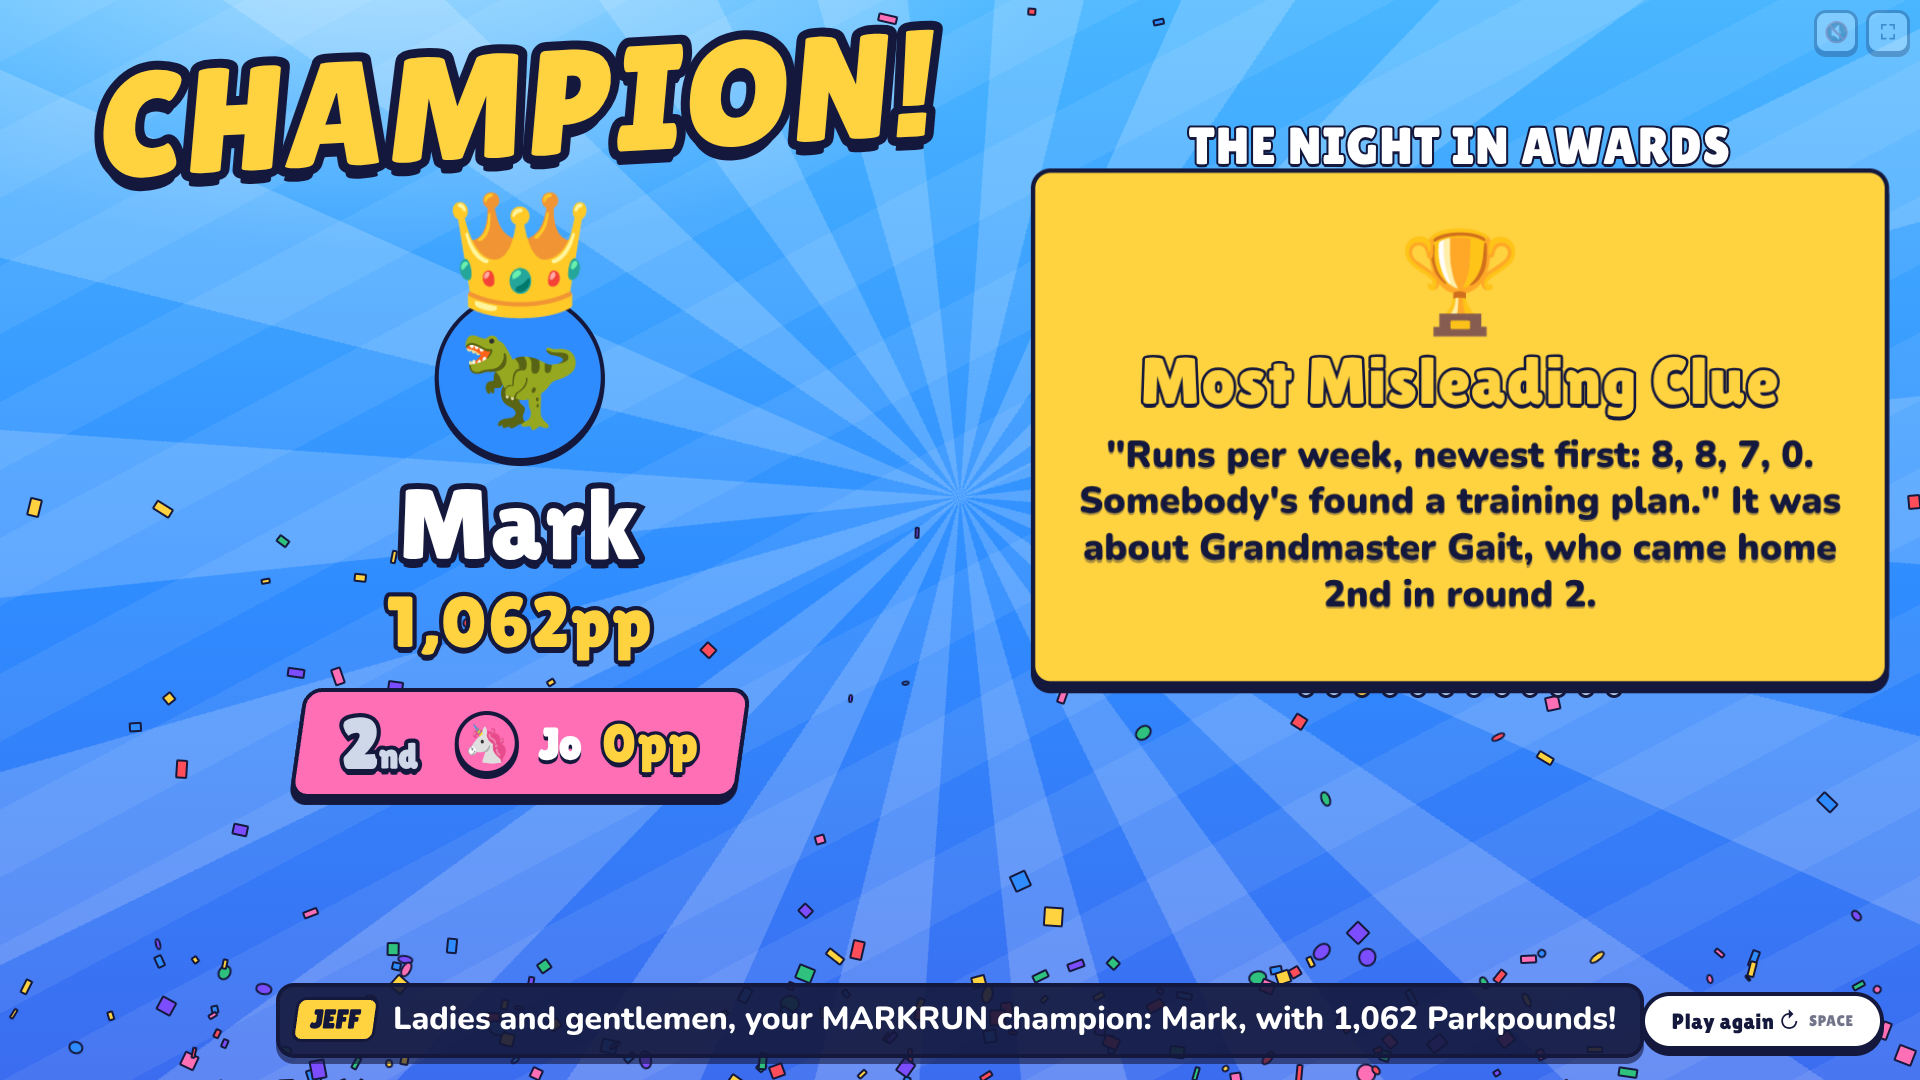 CHAMPION!
THE NIGHT IN AWARDS
Most Misleading Clue
"Runs per week, newest first: 8, 8, 7, 0.
Somebody's found a training plan." It was
about Grandmaster Gait, who came home
2nd in round 2.
Mark
1,062pp
2nd Jo 0pp
JEFF Ladies and gentlemen, your MARKRUN champion: Mark, with 1,062 Parkpounds!
Play again SPACE